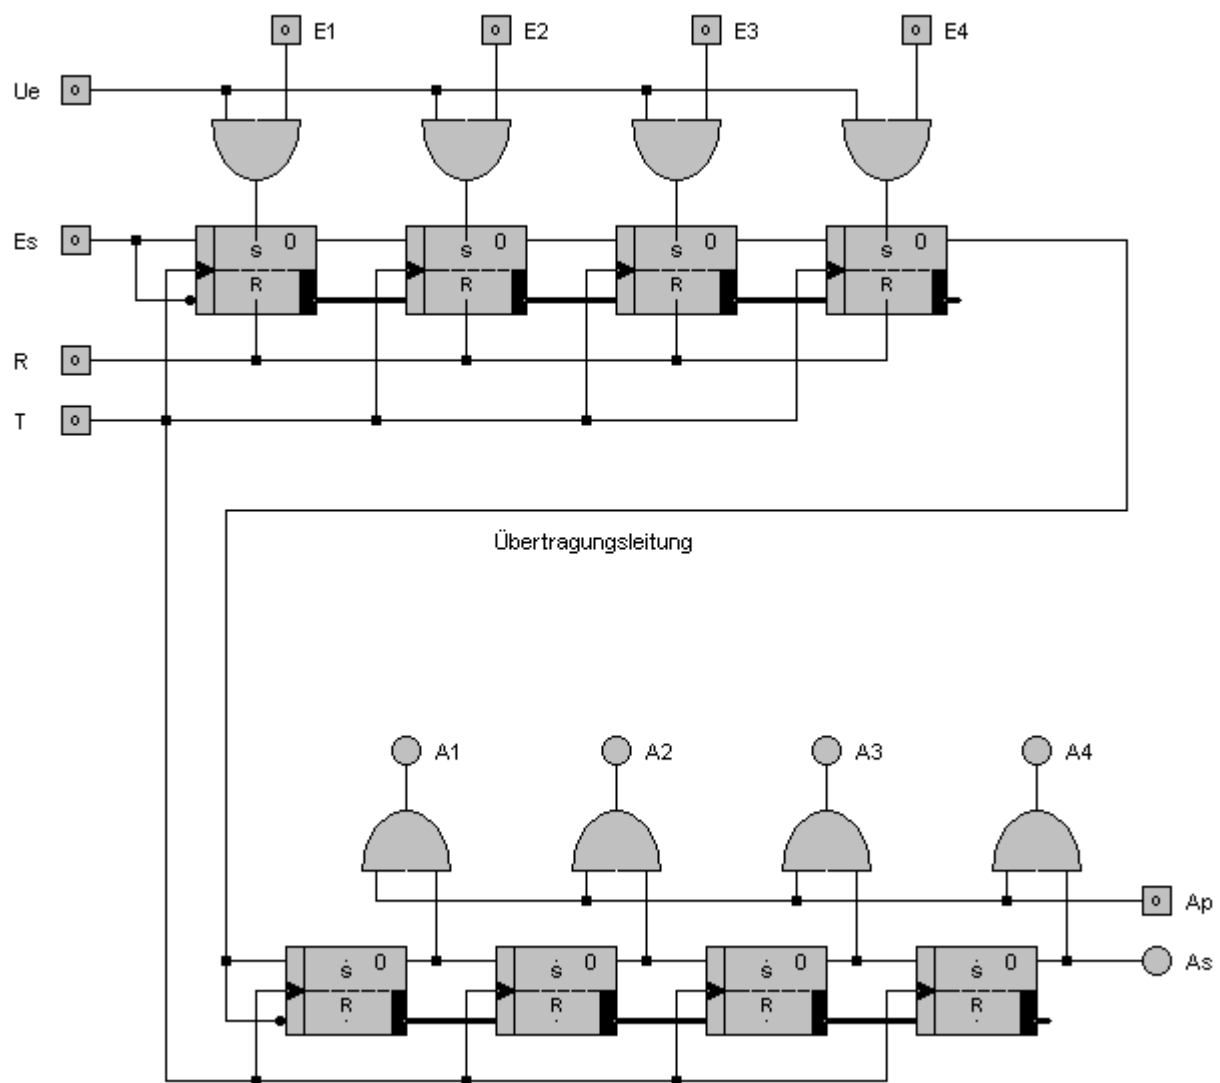 o E1 o E2 o E3 o E4
Ue o
Es o S 0 S 0 S 0 S 0
R R R R
R o
T o
Übertragungsleitung
A1 A2 A3 A4
o Ap
S 0 S 0 S 0 S 0 As
R R R R